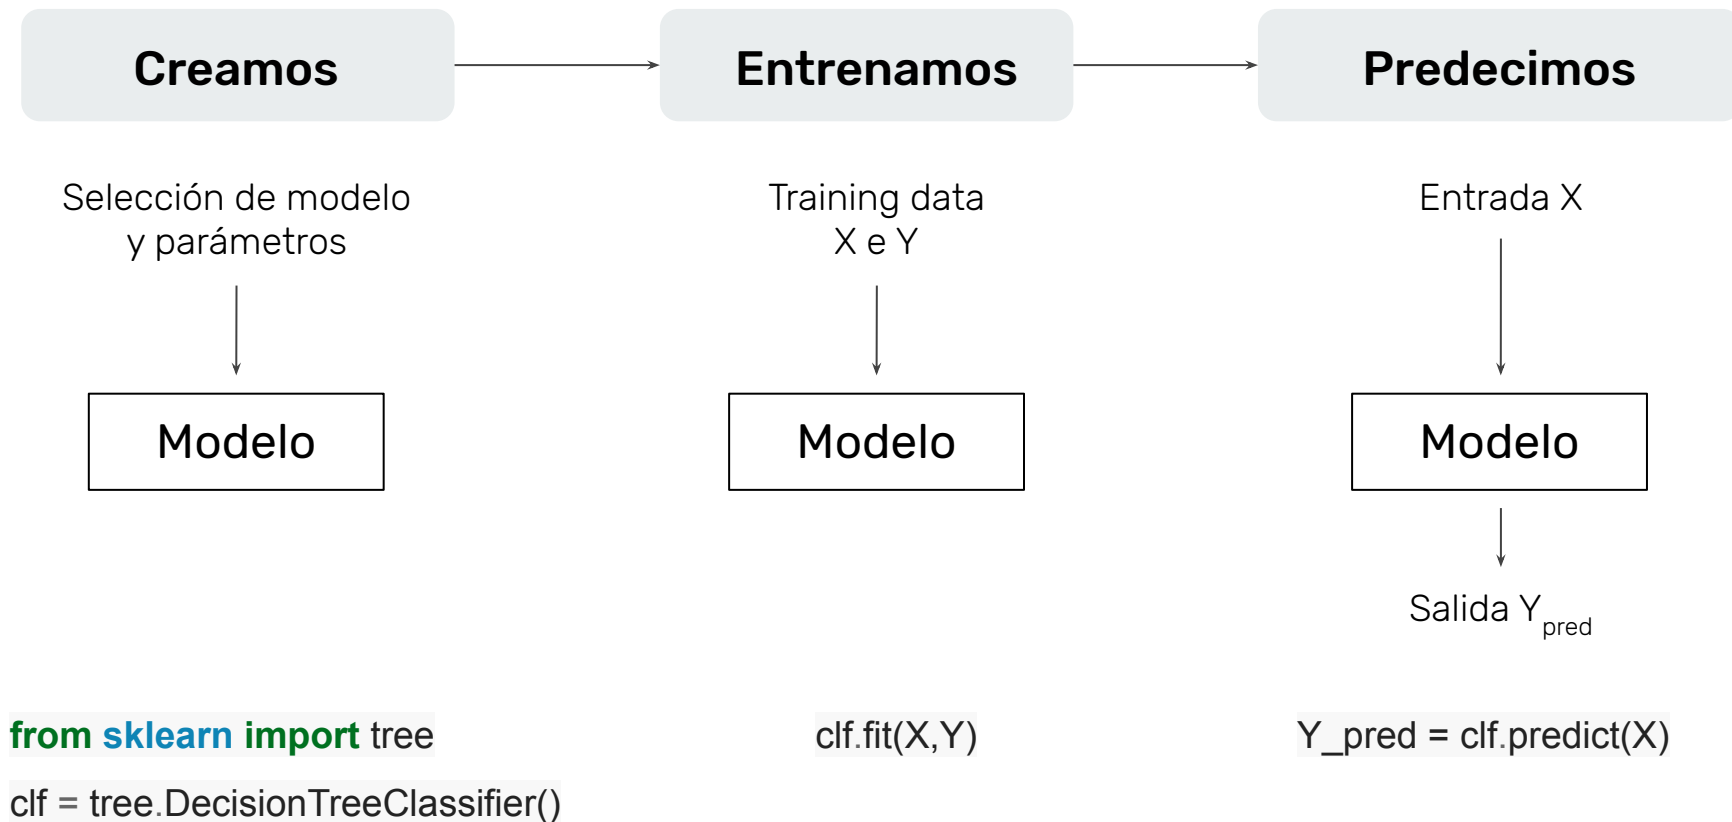 Creamos
Entrenamos
Predecimos
Selección de modelo
y parámetros
Training data
X e Y
Entrada X
Modelo
Modelo
Modelo
Salida Y_pred
from sklearn import tree
clf = tree.DecisionTreeClassifier()
clf.fit(X,Y)
Y_pred = clf.predict(X)